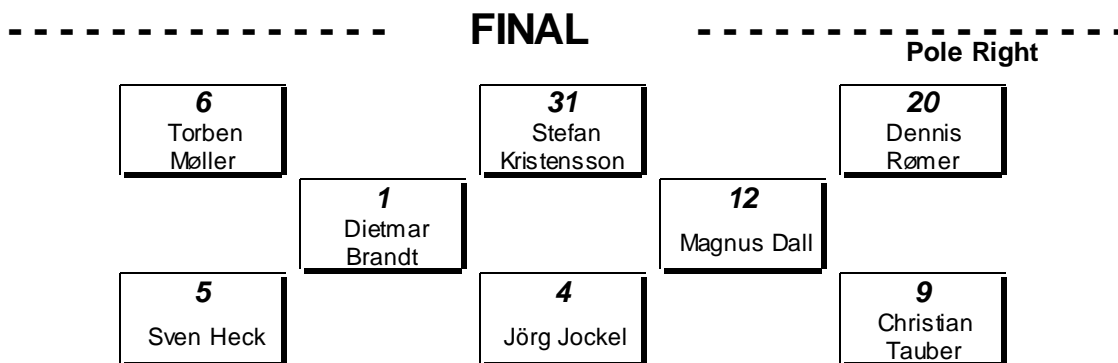 FINAL
Pole Right
6
Torben
Møller
31
Stefan
Kristensson
20
Dennis
Rømer
1
Dietmar
Brandt
12
Magnus Dall
5
Sven Heck
4
Jörg Jockel
9
Christian
Tauber